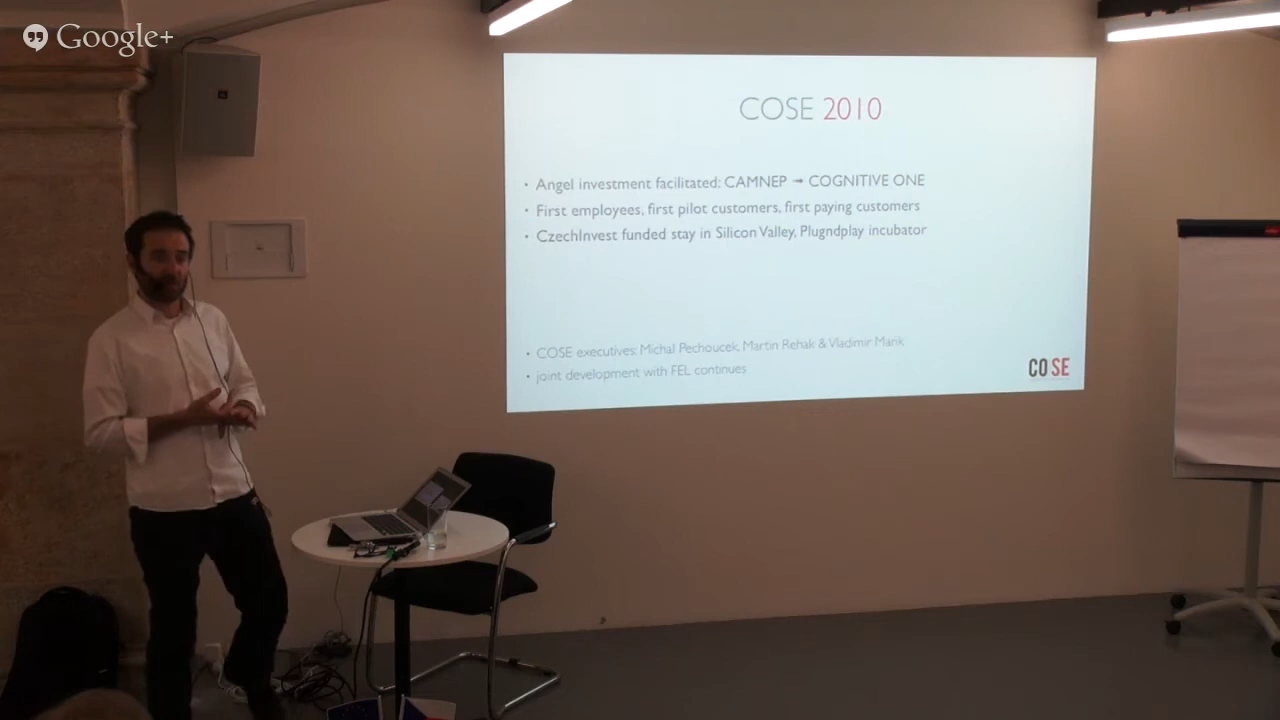 Google+
COSE 2010
• Angel investment facilitated: CAMNEP → COGNITIVE ONE
• First employees, first pilot customers, first paying customers
• CzechInvest funded stay in Silicon Valley, Plugndplay incubator
• COSE executives: Michal Pechoucek, Martin Rehak & Vladimir Marik
• joint development with FEL continues
COSE